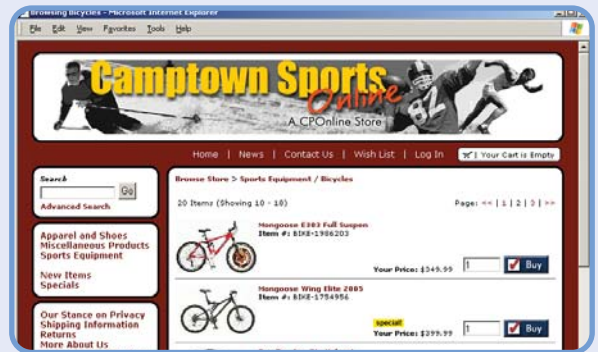 Browsing Bicycles - Microsoft Internet Explorer
File Edit View Favorites Tools Help
Camptown Sports
Online
A CPOnline Store
82
Home | News | Contact Us | Wish List | Log In Your Cart is Empty
Search
Go
Advanced Search
Apparel and Shoes
Miscellaneous Products
Sports Equipment
New Items
Specials
Our Stance on Privacy
Shipping Information
Returns
More About Us
Browse Store > Sports Equipment / Bicycles
20 Items (Showing 10 - 18) Page: << | 1 | 2 | 3 | >>
Mongoose E303 Full Suspen
Item #: BIKE-1986203
Your Price: $349.99 1 Buy
Mongoose Wing Elite 2005
Item #: BIKE-1754956
special!
Your Price: $399.99 1 Buy